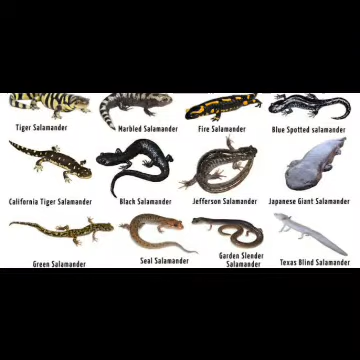 Tiger Salamander
Marbled Salamander
Fire Salamander
Blue Spotted salamander
California Tiger Salamander
Black Salamander
Jefferson Salamander
Japanese Giant Salamander
Green Salamander
Seal Salamander
Garden Slender
Salamander
Texas Blind Salamander